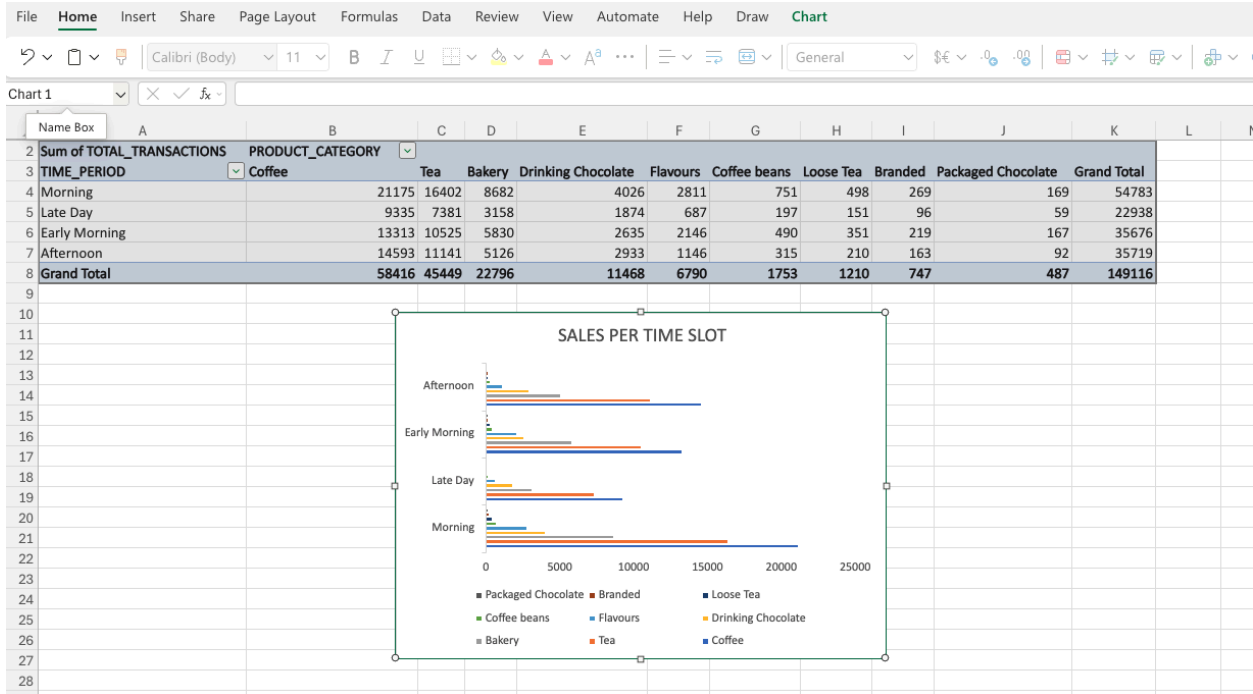 File Home Insert Share Page Layout Formulas Data Review View Automate Help Draw Chart
Calibri (Body) 11 B I U A Aª ... General $€ .0 .00
Chart 1 fx
Name Box
A B C D E F G H I J K L
2 Sum of TOTAL_TRANSACTIONS PRODUCT_CATEGORY
3 TIME_PERIOD Coffee Tea Bakery Drinking Chocolate Flavours Coffee beans Loose Tea Branded Packaged Chocolate Grand Total
4 Morning 21175 16402 8682 4026 2811 751 498 269 169 54783
5 Late Day 9335 7381 3158 1874 687 197 151 96 59 22938
6 Early Morning 13313 10525 5830 2635 2146 490 351 219 167 35676
7 Afternoon 14593 11141 5126 2933 1146 315 210 163 92 35719
8 Grand Total 58416 45449 22796 11468 6790 1753 1210 747 487 149116
9
10
11
12
13
14
15
16
17
18
19
20
21
22
23
24
25
26
27
28
SALES PER TIME SLOT
Afternoon
Early Morning
Late Day
Morning
0 5000 10000 15000 20000 25000
Packaged Chocolate Branded Loose Tea
Coffee beans Flavours Drinking Chocolate
Bakery Tea Coffee